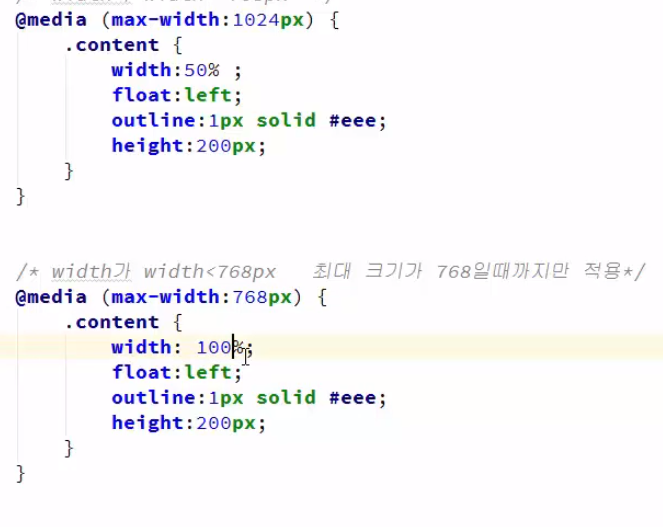 @media (max-width:1024px) {
.content {
width:50% ;
float:left;
outline:1px solid #eee;
height:200px;
}
}
/* width가 width<768px 최대 크기가 768일때까지만 적용*/
@media (max-width:768px) {
.content {
width: 100%;
float:left;
outline:1px solid #eee;
height:200px;
}
}